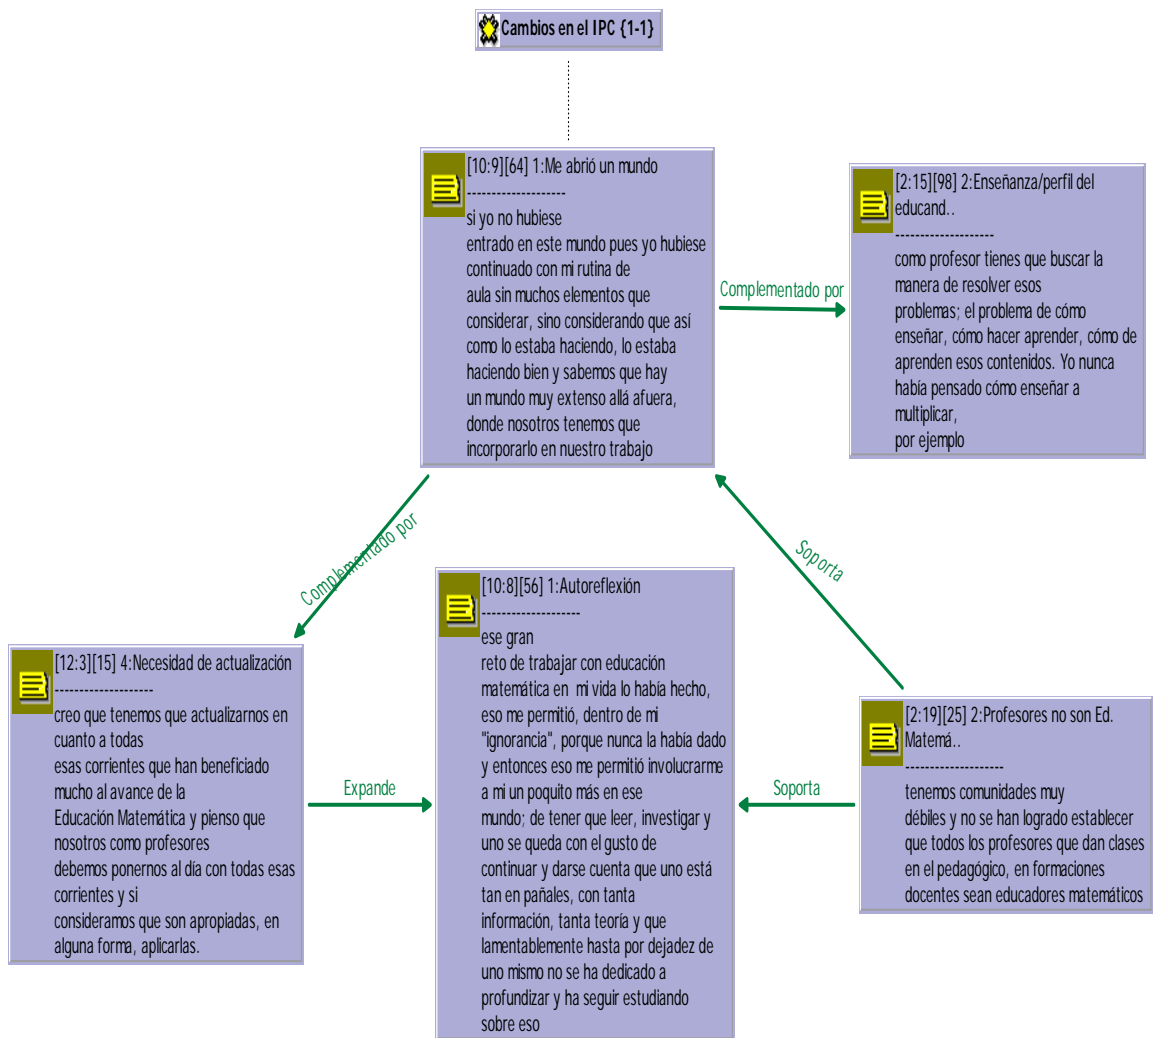 Cambios en el IPC {1-1}
[10:9][64] 1:Me abrió un mundo
--------------------
si yo no hubiese
entrado en este mundo pues yo hubiese
continuado con mi rutina de
aula sin muchos elementos que
considerar, sino considerando que así
como lo estaba haciendo, lo estaba
haciendo bien y sabemos que hay
un mundo muy extenso allá afuera,
donde nosotros tenemos que
incorporarlo en nuestro trabajo
Complementado por
[2:15][98] 2:Enseñanza/perfil del
educand..
--------------------
como profesor tienes que buscar la
manera de resolver esos
problemas; el problema de cómo
enseñar, cómo hacer aprender, cómo de
aprenden esos contenidos. Yo nunca
había pensado cómo enseñar a
multiplicar,
por ejemplo
Complementado por
Soporta
[12:3][15] 4:Necesidad de actualización
--------------------
creo que tenemos que actualizarnos en
cuanto a todas
esas corrientes que han beneficiado
mucho al avance de la
Educación Matemática y pienso que
nosotros como profesores
debemos ponernos al día con todas esas
corrientes y si
consideramos que son apropiadas, en
alguna forma, aplicarlas.
Expande
[10:8][56] 1:Autoreflexión
--------------------
ese gran
reto de trabajar con educación
matemática en  mi vida lo había hecho,
eso me permitió, dentro de mi
"ignorancia", porque nunca la había dado
y entonces eso me permitió involucrarme
a mi un poquito más en ese
mundo; de tener que leer, investigar y
uno se queda con el gusto de
continuar y darse cuenta que uno está
tan en pañales, con tanta
información, tanta teoría y que
lamentablemente hasta por dejadez de
uno mismo no se ha dedicado a
profundizar y ha seguir estudiando
sobre eso
Soporta
[2:19][25] 2:Profesores no son Ed.
Matemá..
--------------------
tenemos comunidades muy
débiles y no se han logrado establecer
que todos los profesores que dan clases
en el pedagógico, en formaciones
docentes sean educadores matemáticos